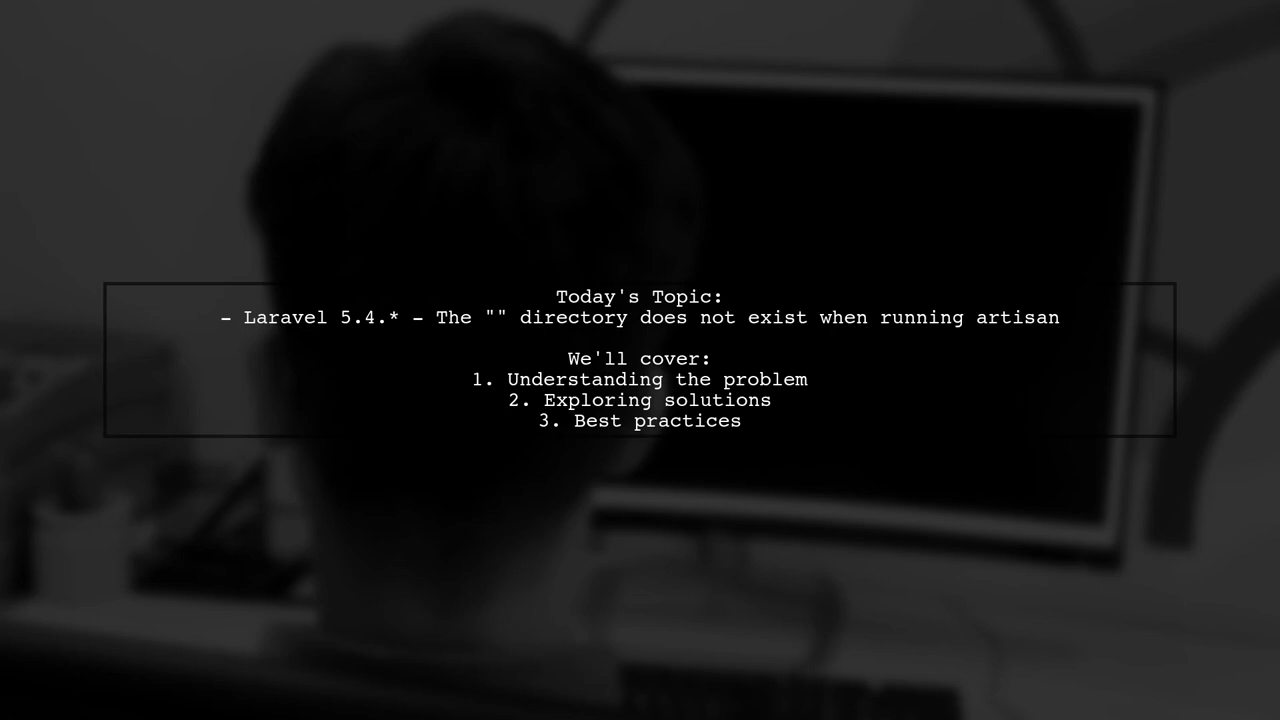 Today's Topic:
- Laravel 5.4.* - The "" directory does not exist when running artisan
We'll cover:
1. Understanding the problem
2. Exploring solutions
3. Best practices